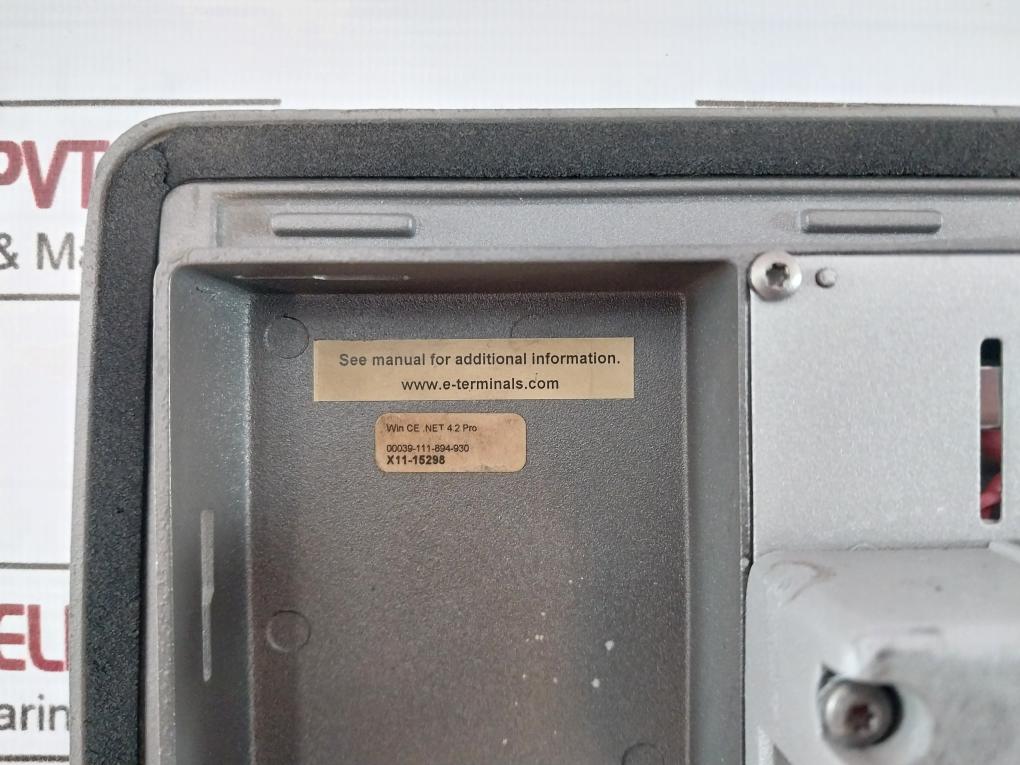 PVT
& Ma
See manual for additional information.
www.e-terminals.com
Win CE .NET 4.2 Pro
00039-111-894-930
X11-15298
EL
arin